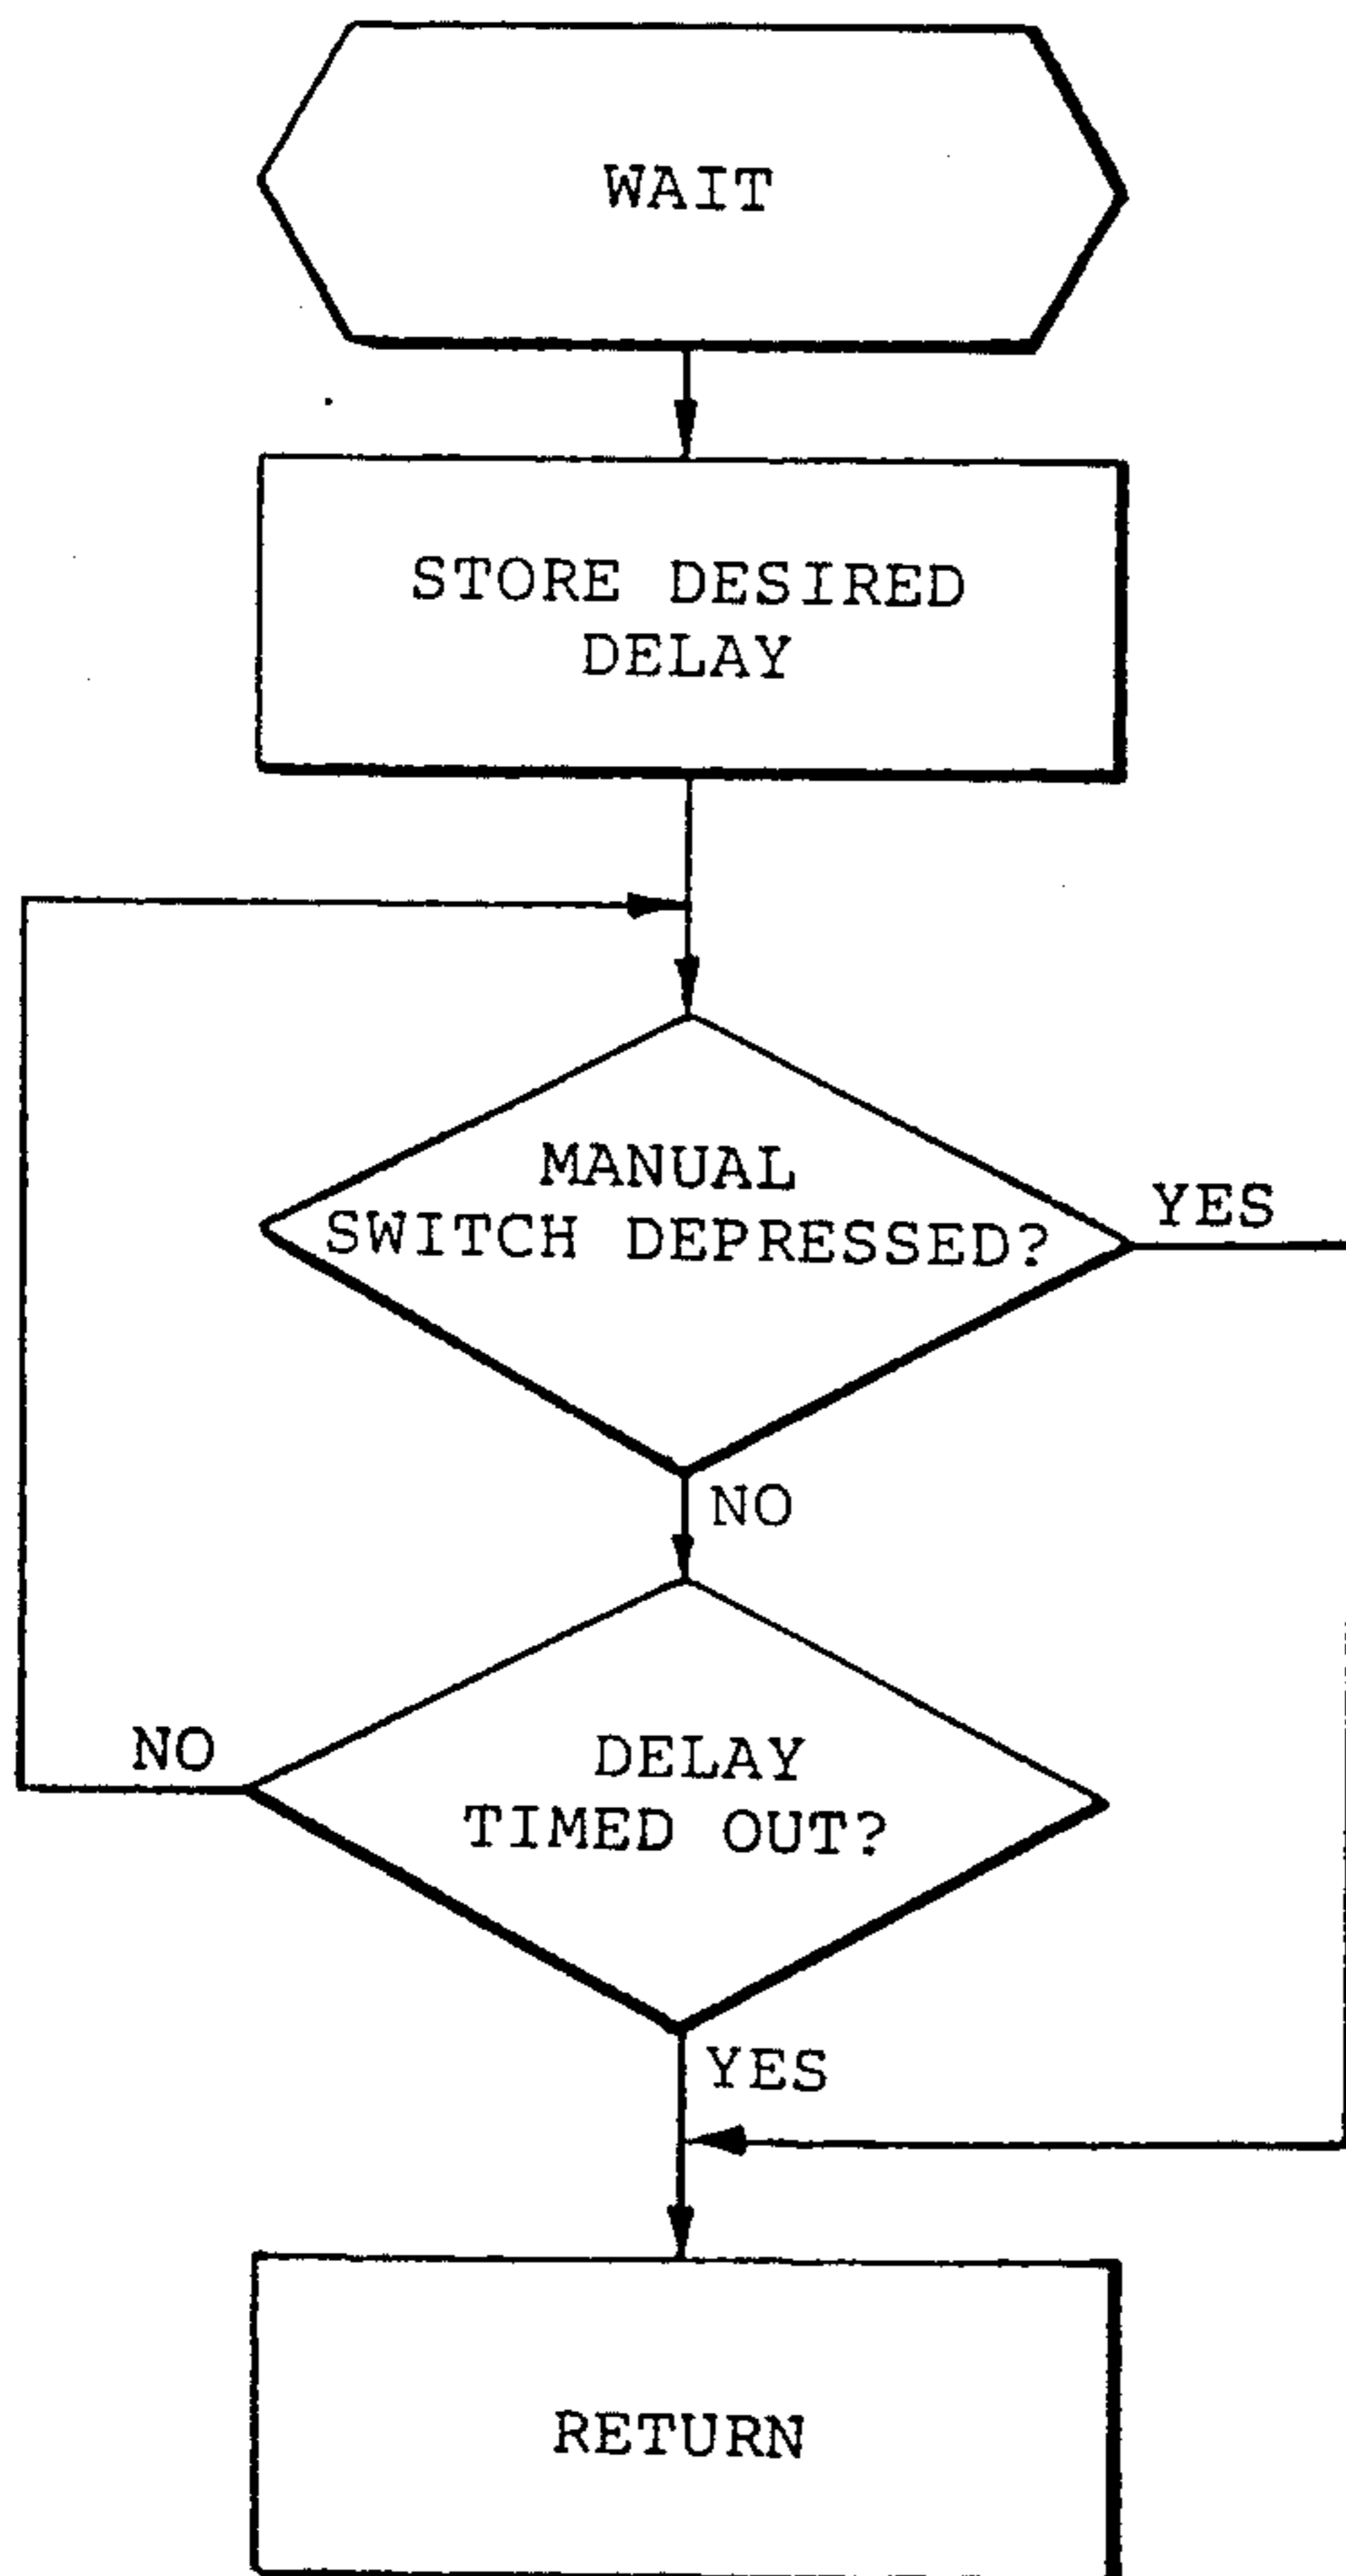 WAIT
STORE DESIRED
DELAY
MANUAL
SWITCH DEPRESSED?
YES
NO
NO
DELAY
TIMED OUT?
YES
RETURN